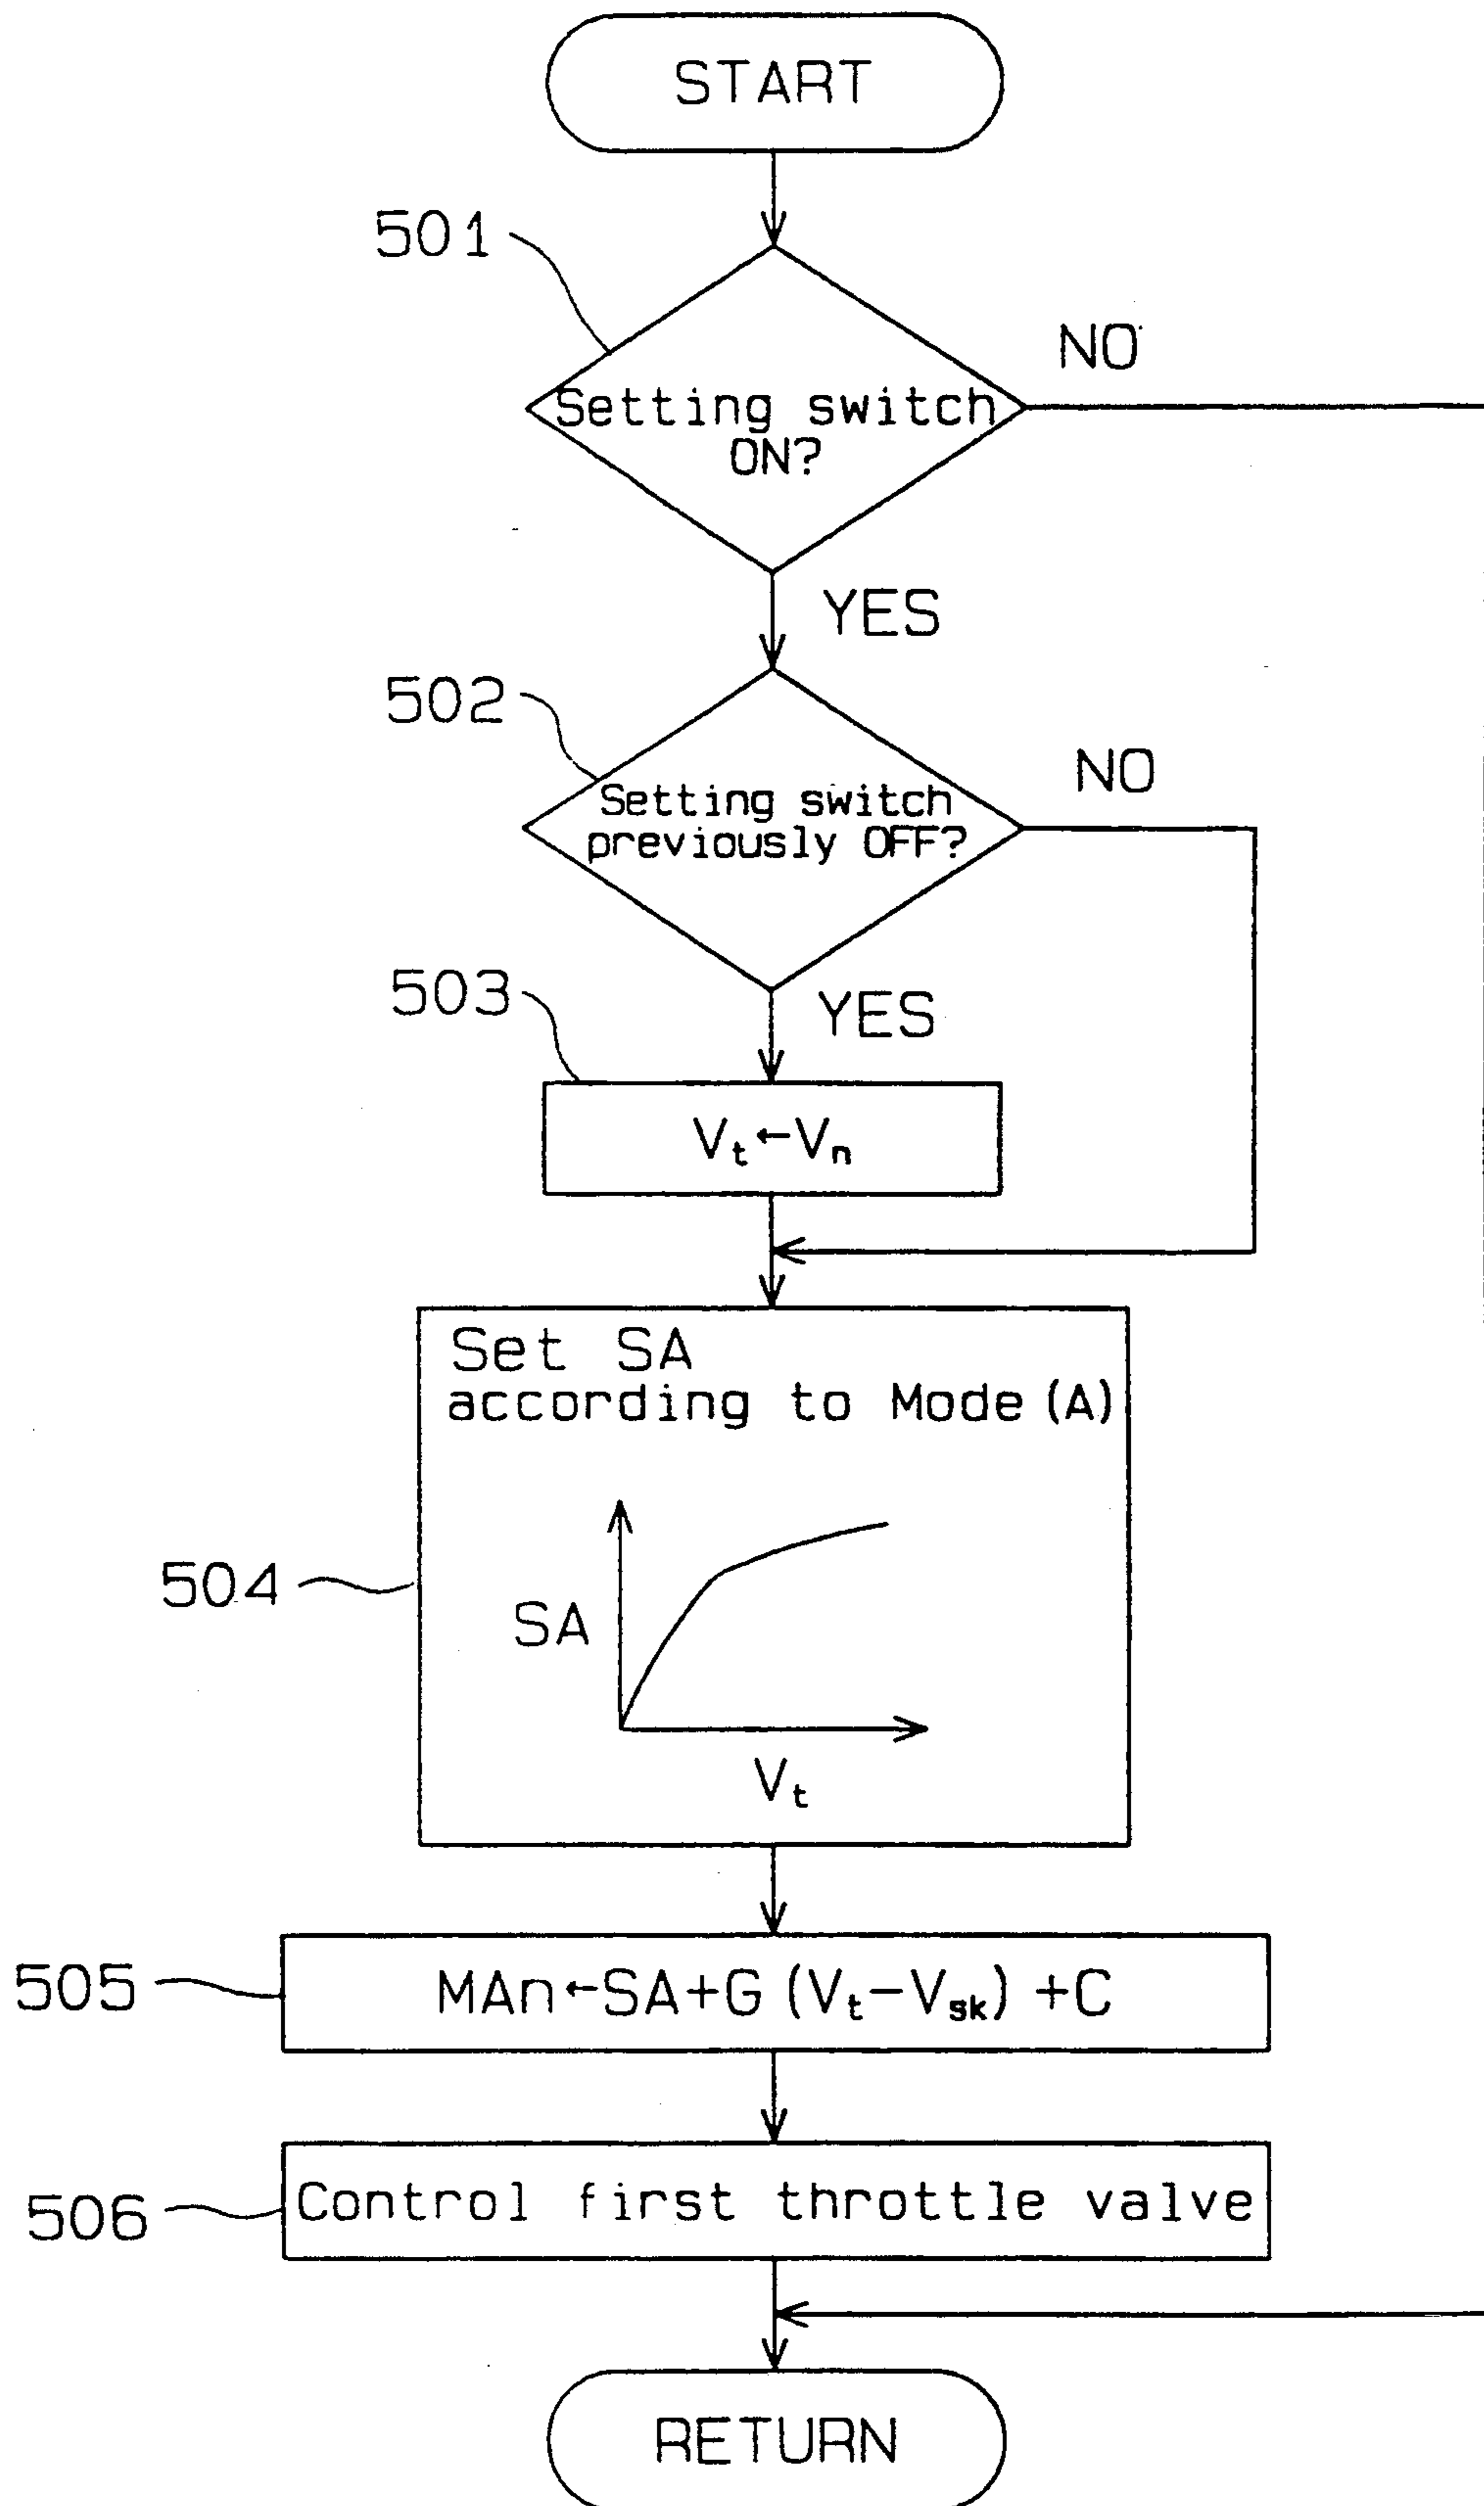 START
501
NO
Setting switch
ON?
YES
502
NO
Setting switch
previously OFF?
503
YES
Vt←Vn
Set SA
according to Mode (A)
504
SA
Vt
505
MAn←SA+G (Vt−Vsk) +C
506
Control first throttle valve
RETURN